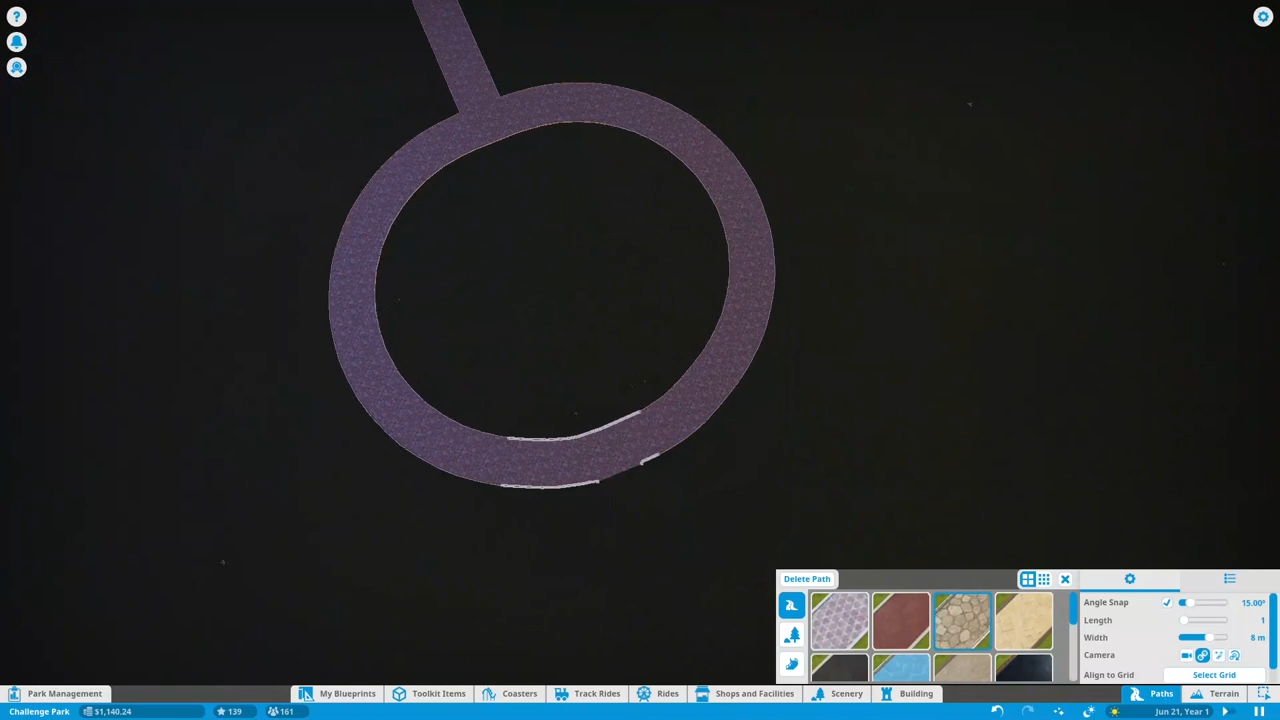 Delete Path
Angle Snap 15.00º
Length 1
Width 8 m
Camera
Align to Grid Select Grid
Park Management My Blueprints Toolkit Items Coasters Track Rides Rides Shops and Facilities Scenery Building Paths Terrain
Challenge Park $1,140.24 139 161 Jun 21, Year 1